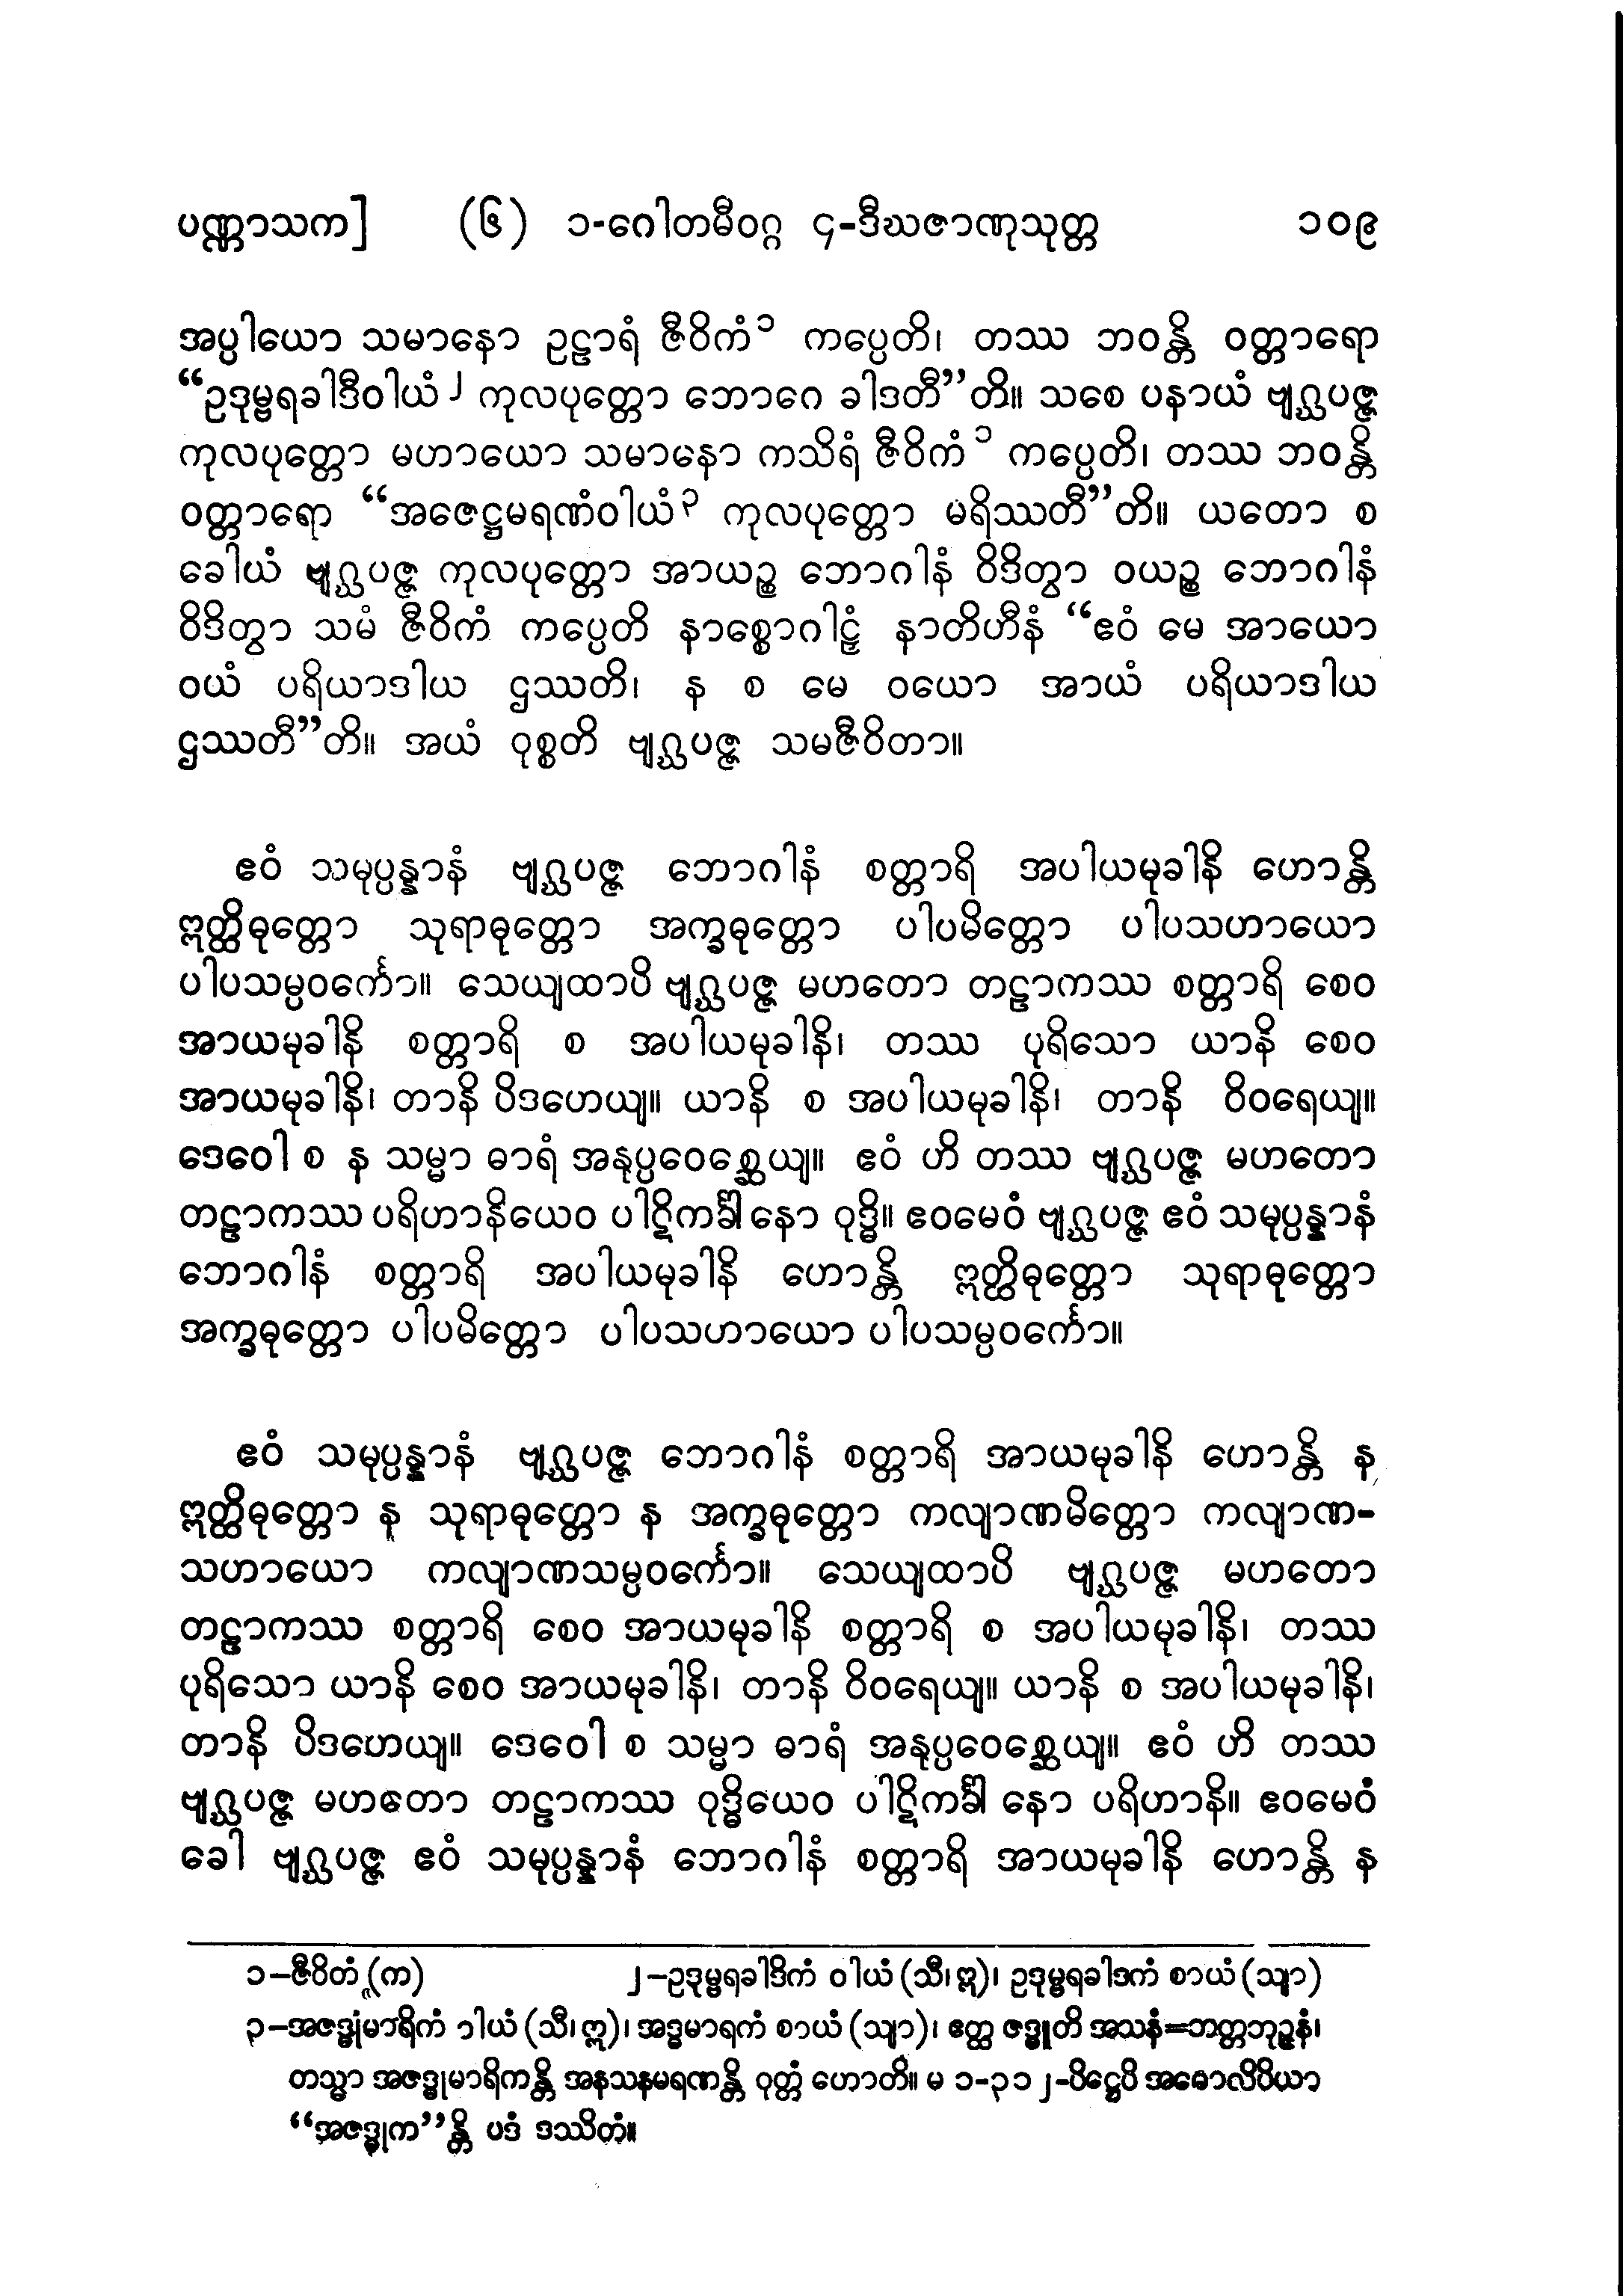 ပဏ္ဏာသက] (၆) ၁-ဂေါတမီဝဂ္ဂ ၄-ဒီဃဇာဏုသုတ္တ ၁၀၉
အပ္ပါယော သမာနော ဥဠာရံ ဇီဝိကံ၁ ကပ္ပေတိ၊ တဿ ဘဝန္တိ ဝတ္တာရော
“ဥဒုမ္ဗရခါဒီဝါယံ၂ ကုလပုတ္တော ဘောဂေ ခါဒတီ”တိ။ သစေ ပနာယံ ဗျဂ္ဃပဇ္ဇ
ကုလပုတ္တော မဟာယော သမာနော ကသိရံ ဇီဝိကံ၁ ကပ္ပေတိ၊ တဿ ဘဝန္တိ
ဝတ္တာရော “အဇေဋ္ဌမရဏံဝါယံ၃ ကုလပုတ္တော မရိဿတီ”တိ။ ယတော စ
ခေါယံ ဗျဂ္ဃပဇ္ဇ ကုလပုတ္တော အာယဉ္စ ဘောဂါနံ ဝိဒိတွာ ဝယဉ္စ ဘောဂါနံ
ဝိဒိတွာ သမံ ဇီဝိကံ ကပ္ပေတိ နာစ္စောဂါဠှံ နာတိဟီနံ “ဧဝံ မေ အာယော
ဝယံ ပရိယာဒါယ ဌဿတိ၊ န စ မေ ဝယော အာယံ ပရိယာဒါယ
ဌဿတီ”တိ။ အယံ ဝုစ္စတိ ဗျဂ္ဃပဇ္ဇ သမဇီဝိတာ။
ဧဝံ သမုပ္ပန္နာနံ ဗျဂ္ဃပဇ္ဇ ဘောဂါနံ စတ္တာရိ အပါယမုခါနိ ဟောန္တိ
ဣတ္ထိဓုတ္တော သုရာဓုတ္တော အက္ခဓုတ္တော ပါပမိတ္တော ပါပသဟာယော
ပါပသမ္ပဝင်္ကော။ သေယျထာပိ ဗျဂ္ဃပဇ္ဇ မဟတော တဠာကဿ စတ္တာရိ စေဝ
အာယမုခါနိ စတ္တာရိ စ အပါယမုခါနိ၊ တဿ ပုရိသော ယာနိ စေဝ
အာယမုခါနိ၊ တာနိ ပိဒဟေယျ။ ယာနိ စ အပါယမုခါနိ၊ တာနိ ဝိဝရေယျ။
ဒေဝေါ စ န သမ္မာ ဓာရံ အနုပ္ပဝေစ္ဆေယျ။ ဧဝံ ဟိ တဿ ဗျဂ္ဃပဇ္ဇ မဟတော
တဠာကဿ ပရိဟာနိယေဝ ပါဋိကင်္ခါ နော ဝုဒ္ဓိ။ ဧဝမေဝံ ဗျဂ္ဃပဇ္ဇ ဧဝံ သမုပ္ပန္နာနံ
ဘောဂါနံ စတ္တာရိ အပါယမုခါနိ ဟောန္တိ ဣတ္ထိဓုတ္တော သုရာဓုတ္တော
အက္ခဓုတ္တော ပါပမိတ္တော ပါပသဟာယော ပါပသမ္ပဝင်္ကော။
ဧဝံ သမုပ္ပန္နာနံ ဗျဂ္ဃပဇ္ဇ ဘောဂါနံ စတ္တာရိ အာယမုခါနိ ဟောန္တိ န
ဣတ္ထိဓုတ္တော န သုရာဓုတ္တော န အက္ခဓုတ္တော ကလျာဏမိတ္တော ကလျာဏ-
သဟာယော ကလျာဏသမ္ပဝင်္ကော။ သေယျထာပိ ဗျဂ္ဃပဇ္ဇ မဟတော
တဠာကဿ စတ္တာရိ စေဝ အာယမုခါနိ စတ္တာရိ စ အပါယမုခါနိ၊ တဿ
ပုရိသော ယာနိ စေဝ အာယမုခါနိ၊ တာနိ ဝိဝရေယျ။ ယာနိ စ အပါယမုခါနိ၊
တာနိ ပိဒဟေယျ။ ဒေဝေါ စ သမ္မာ ဓာရံ အနုပ္ပဝေစ္ဆေယျ။ ဧဝံ ဟိ တဿ
ဗျဂ္ဃပဇ္ဇ မဟတော တဠာကဿ ဝုဒ္ဓိယေဝ ပါဋိကင်္ခါ နော ပရိဟာနိ။ ဧဝမေဝံ
ခေါ ဗျဂ္ဃပဇ္ဇ ဧဝံ သမုပ္ပန္နာနံ ဘောဂါနံ စတ္တာရိ အာယမုခါနိ ဟောန္တိ န
၁–ဇီဝိတံ (က) ၂–ဥဒုမ္ဗရခါဒိကံ ဝါယံ (သီ၊ ဣ)၊ ဥဒုမ္ဗရခါဒကံ စာယံ (သျာ)
၃–အဇဒ္ဓုမာရိကံ ဝါယံ (သီ၊ ဣ)၊ အဒ္ဓမာရကံ စာယံ (သျာ)၊ ဧတ္ထ ဇဒ္ဓူတိ အသနံ=ဘတ္တဘုဉ္ဇနံ၊
တသ္မာ အဇဒ္ဓုမာရိကန္တိ အနသနမရဏန္တိ ဝုတ္တံ ဟောတိ။ မ ၁-၃၁၂-ပိဋ္ဌေပိ အဓောလိပိယာ
“အဇဒ္ဓုက”န္တိ ပဒံ ဒဿိတံ။